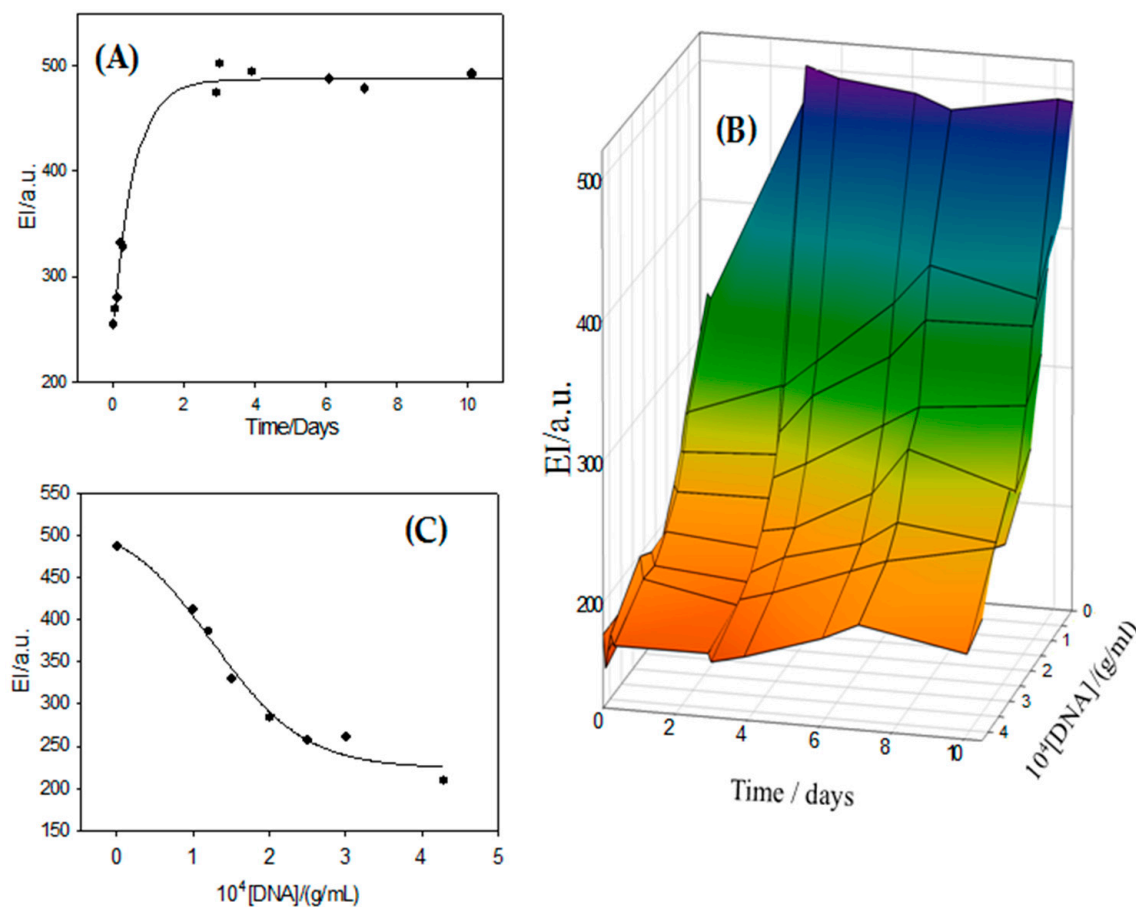 (A)
500
400
300
200
EI/a.u.
0 2 4 6 8 10
Time/Days
(B)
500
400
300
200
EI/a.u.
0 2 4 6 8 10
Time / days
0
1
2
3
4
10⁴[DNA]/(g/ml)
(C)
550
500
450
400
350
300
250
200
150
EI/a.u.
0 1 2 3 4 5
10⁴[DNA]/(g/mL)